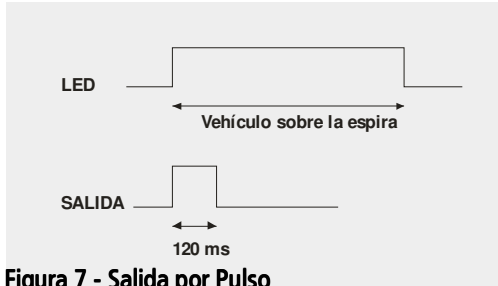 LED
Vehículo sobre la espira
SALIDA
120 ms
Figura 7 - Salida por Pulso